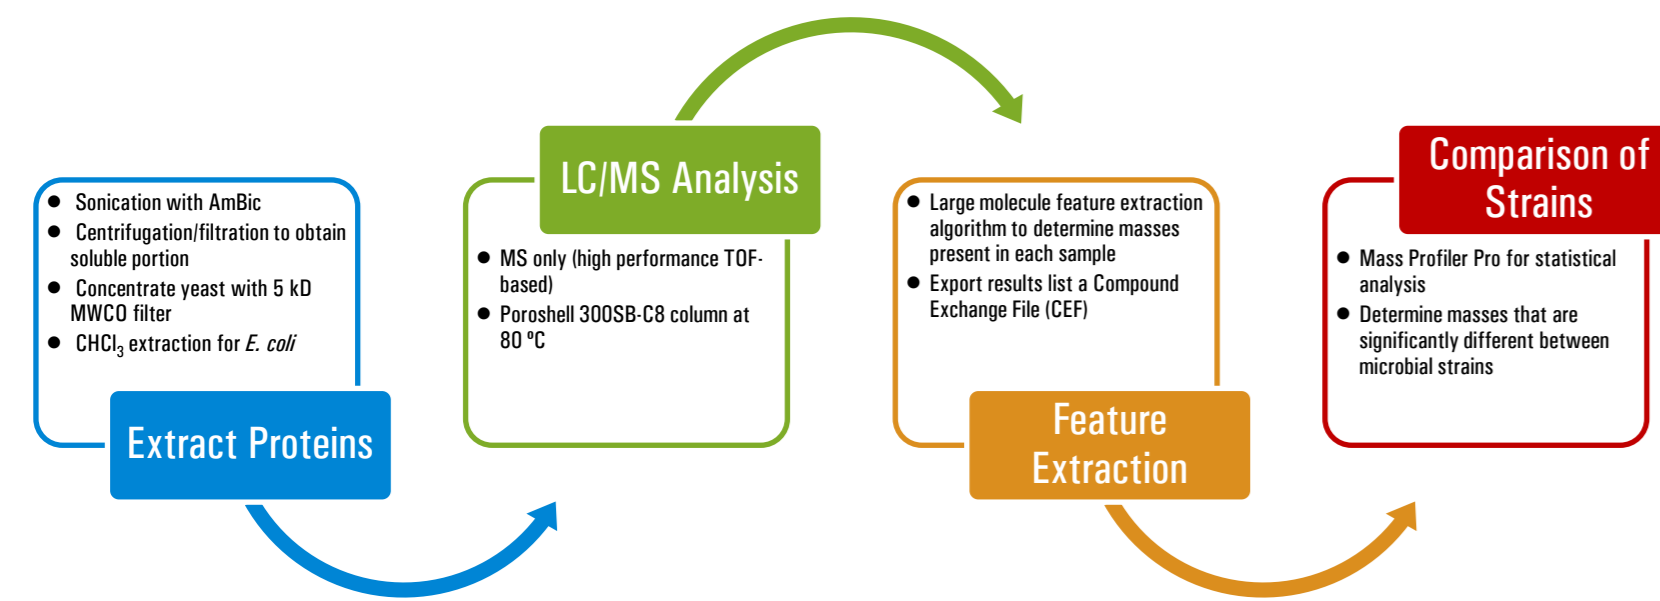 ● Sonication with AmBic
● Centrifugation/filtration to obtain
soluble portion
● Concentrate yeast with 5 kD
MWCO filter
● CHCl₃ extraction for E. coli
Extract Proteins
LC/MS Analysis
● MS only (high performance TOF-
based)
● Poroshell 300SB-C8 column at
80 ºC
● Large molecule feature extraction
algorithm to determine masses
present in each sample
● Export results list a Compound
Exchange File (CEF)
Feature
Extraction
Comparison of
Strains
● Mass Profiler Pro for statistical
analysis
● Determine masses that are
significantly different between
microbial strains